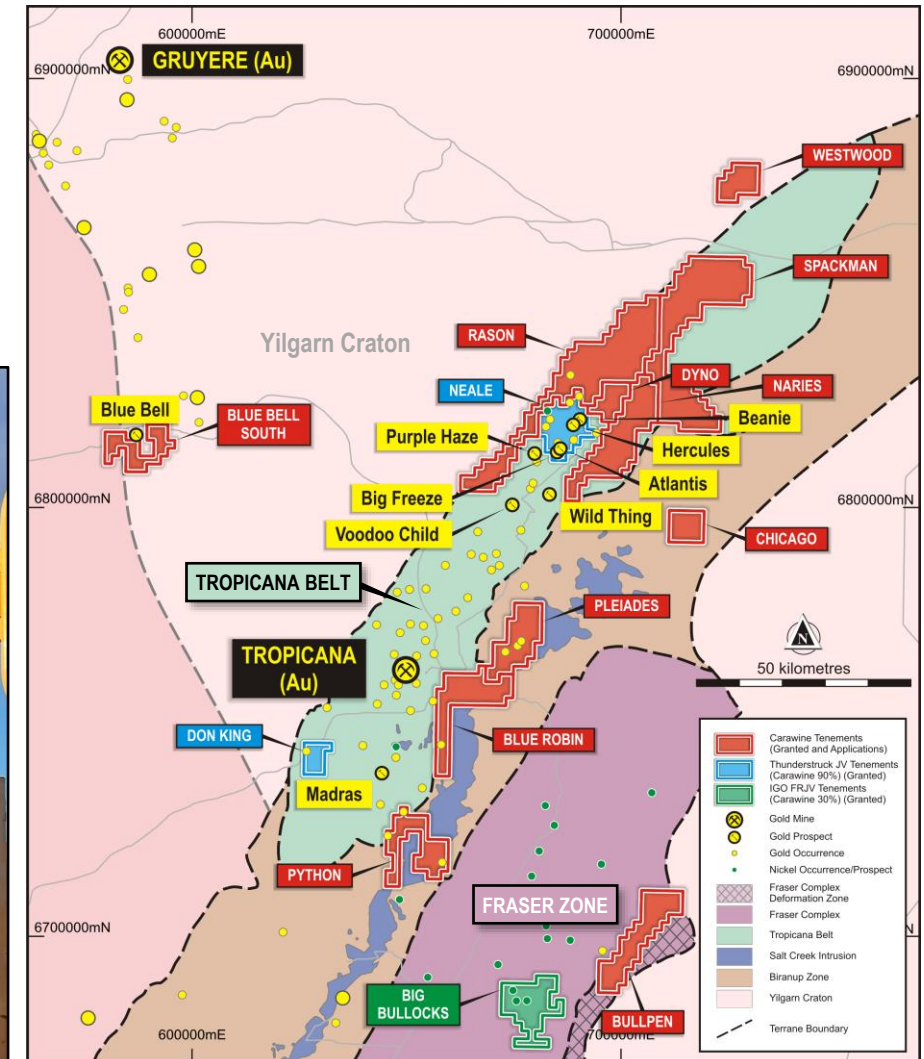 600000mE
700000mE
GRUYERE (Au)
6900000mN
6900000mN
WESTWOOD
SPACKMAN
Yilgarn Craton
RASON
DYNO
NEALE
NARIES
Blue Bell
BLUE BELL
SOUTH
Beanie
Purple Haze
Hercules
Big Freeze
Atlantis
6800000mN
6800000mN
Voodoo Child
Wild Thing
CHICAGO
TROPICANA BELT
PLEIADES
N
50 kilometres
TROPICANA
(Au)
DON KING
BLUE ROBIN
Madras
PYTHON
FRASER ZONE
6700000mN
6700000mN
BIG
BULLOCKS
BULLPEN
600000mE
700000mE
Carawine Tenements
(Granted and Applications)
Thunderstruck JV Tenements
(Carawine 90%) (Granted)
IGO FRJV Tenements
(Carawine 30%) (Granted)
Gold Mine
Gold Prospect
Gold Occurrence
Nickel Occurrence/Prospect
Fraser Complex
Deformation Zone
Fraser Complex
Tropicana Belt
Salt Creek Intrusion
Biranup Zone
Yilgarn Craton
Terrane Boundary